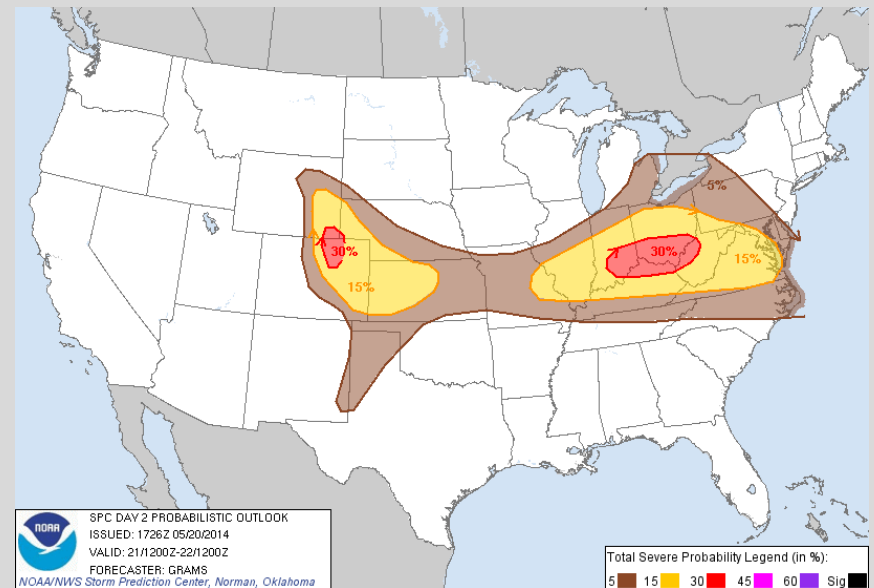 5%
30%
30%
15%
15%
NOAA
SPC DAY 2 PROBABILISTIC OUTLOOK
ISSUED: 1726Z 05/20/2014
VALID: 21/1200Z-22/1200Z
FORECASTER: GRAMS
NOAA/NWS Storm Prediction Center, Norman, Oklahoma
Total Severe Probability Legend (in %):
5 15 30 45 60 Sig